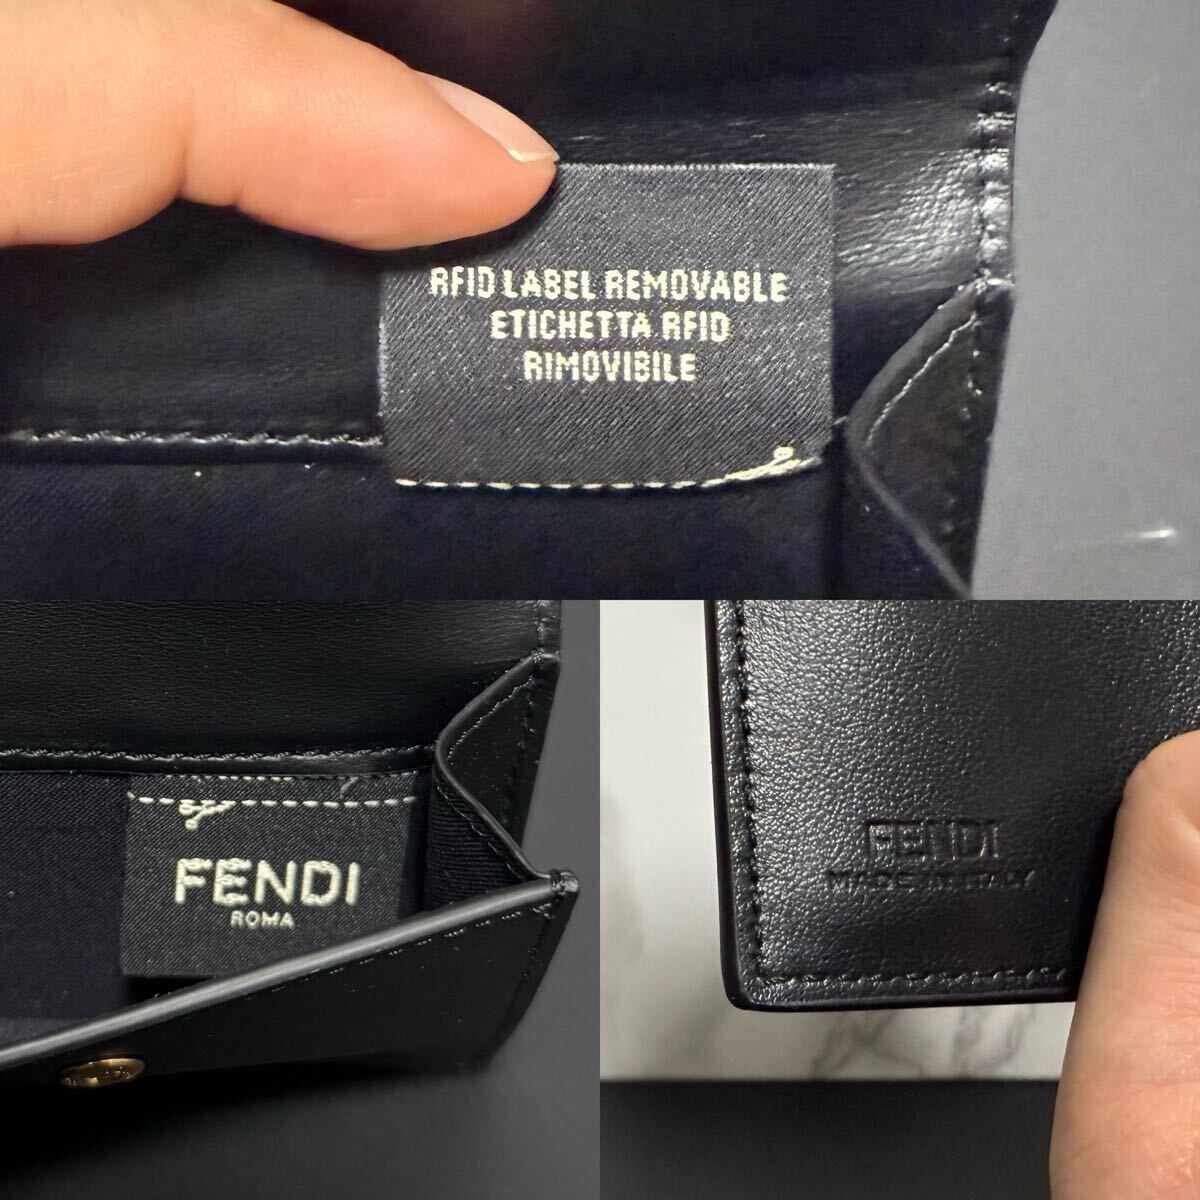 RFID LABEL REMOVABLE
ETICHETTA RFID
RIMOVIBILE
FENDI
ROMA
FENDI
MADE IN ITALY